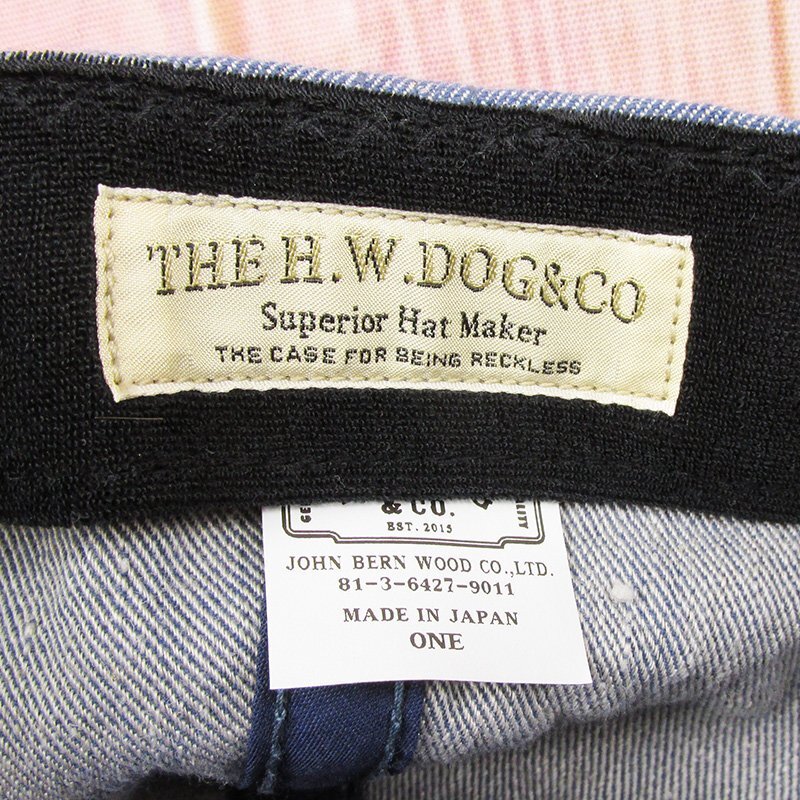 THE H.W.DOG&CO
Superior Hat Maker
THE CASE FOR BEING RECKLESS
& CO.
EST. 2015
JOHN BERN WOOD CO.,LTD.
81-3-6427-9011
MADE IN JAPAN
ONE